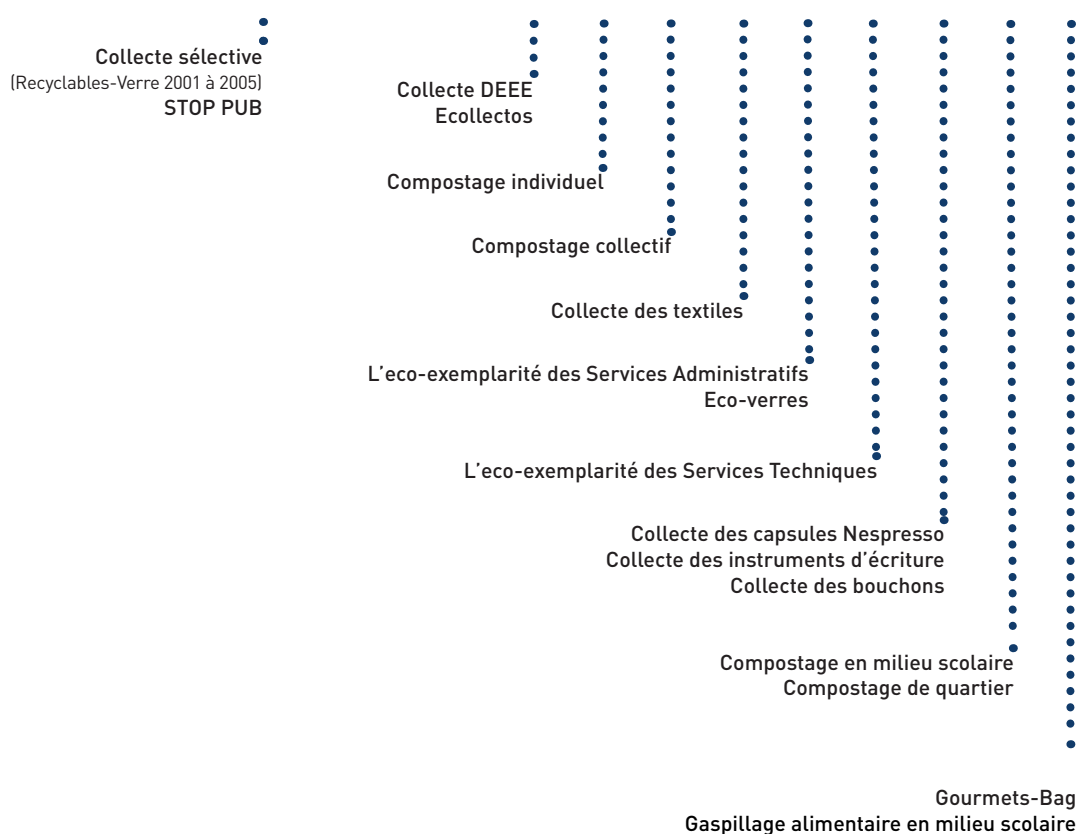 Collecte sélective
(Recyclables-Verre 2001 à 2005)
STOP PUB
Collecte DEEE
Ecollectos
Compostage individuel
Compostage collectif
Collecte des textiles
L'eco-exemplarité des Services Administratifs
Eco-verres
L'eco-exemplarité des Services Techniques
Collecte des capsules Nespresso
Collecte des instruments d'écriture
Collecte des bouchons
Compostage en milieu scolaire
Compostage de quartier
Gourmets-Bag
Gaspillage alimentaire en milieu scolaire